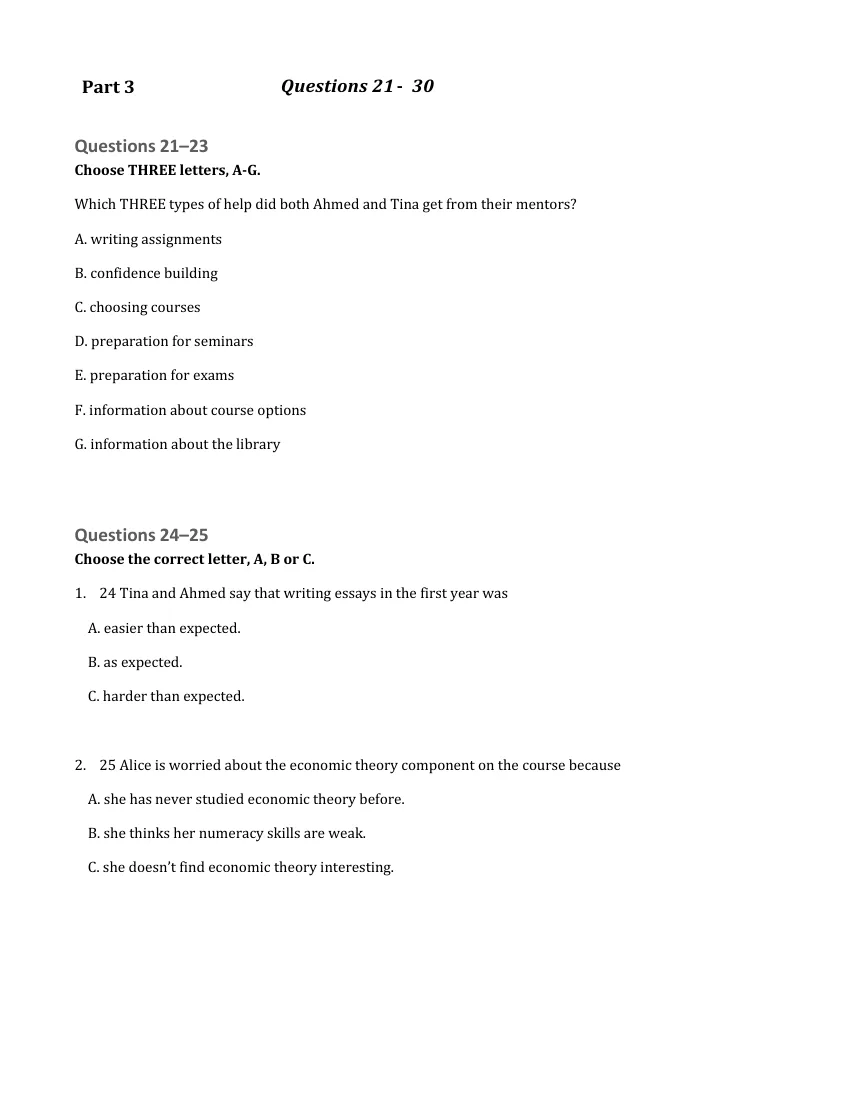 Part 3 Questions 21 - 30
Questions 21–23
Choose THREE letters, A-G.
Which THREE types of help did both Ahmed and Tina get from their mentors?
A. writing assignments
B. confidence building
C. choosing courses
D. preparation for seminars
E. preparation for exams
F. information about course options
G. information about the library
Questions 24–25
Choose the correct letter, A, B or C.
1. 24 Tina and Ahmed say that writing essays in the first year was
A. easier than expected.
B. as expected.
C. harder than expected.
2. 25 Alice is worried about the economic theory component on the course because
A. she has never studied economic theory before.
B. she thinks her numeracy skills are weak.
C. she doesn’t find economic theory interesting.